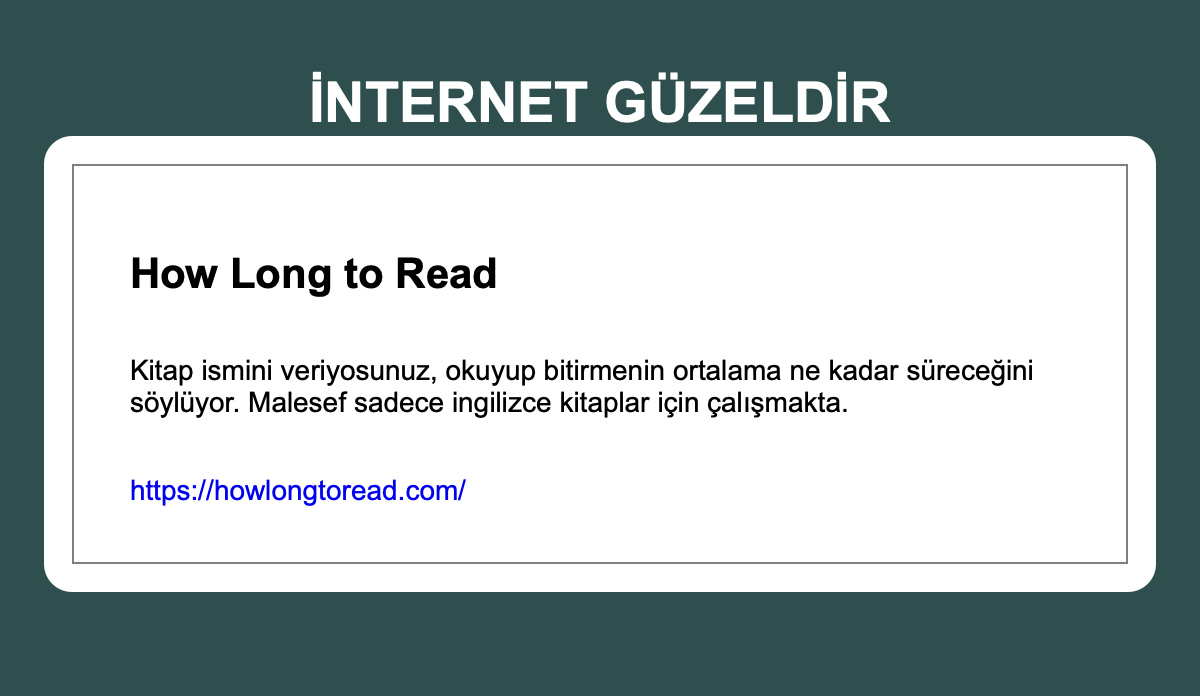 İNTERNET GÜZELDİR
How Long to Read
Kitap ismini veriyosunuz, okuyup bitirmenin ortalama ne kadar süreceğini
söylüyor. Malesef sadece ingilizce kitaplar için çalışmakta.
https://howlongtoread.com/